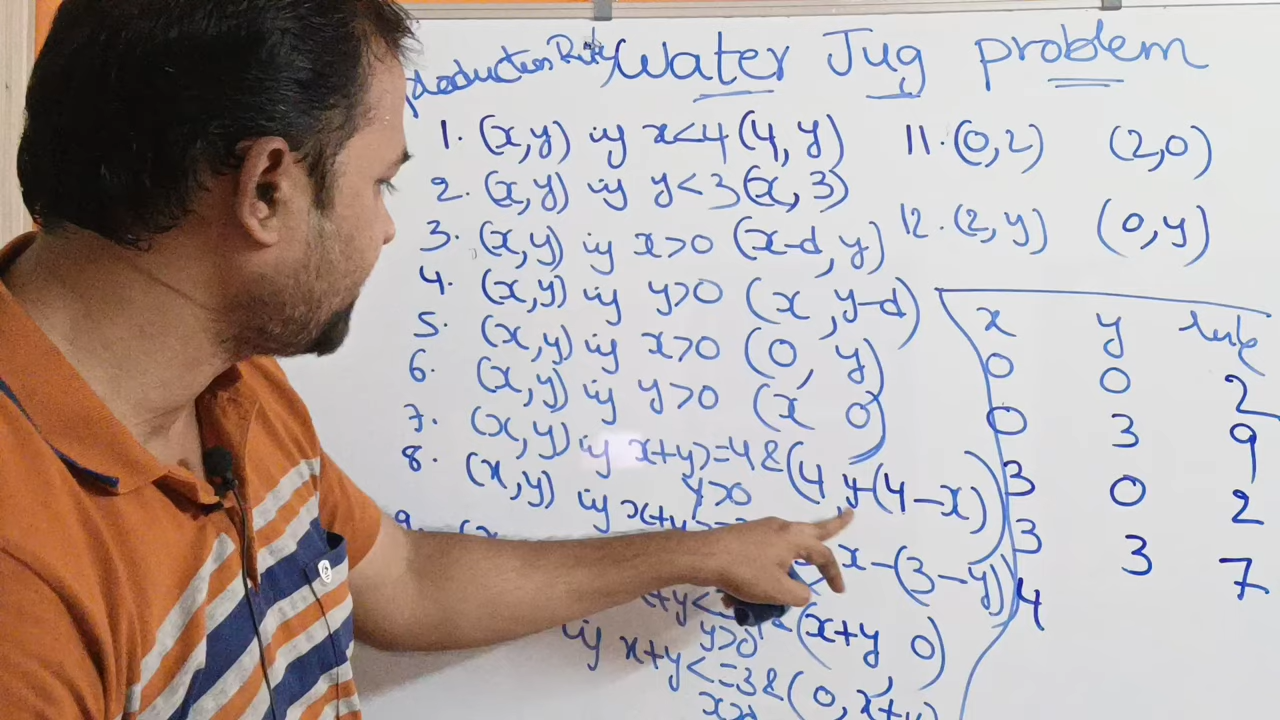 production Rule, Water Jug problem
1. (x,y) if x<4 (4, y)
2. (x,y) if y<3 (x, 3)
3. (x,y) if x>0 (x-d, y)
4. (x,y) if y>0 (x, y-d)
5. (x,y) if x>0 (0, y)
6. (x,y) if y>0 (x 0)
7. (x,y) if x+y>=4 & (4, y-(4-x)
y>0
8. (x,y) if x+y>=3
x-(3-y))
9.
x+y<= (x+y, 0)
y>0
if x+y<=3 & (0, x+y)
x>0
11. (0,2) (2,0)
12. (2,y) (0,y)
x y rule
0 0 2
0 3 9
3 0 2
3 3 7
4